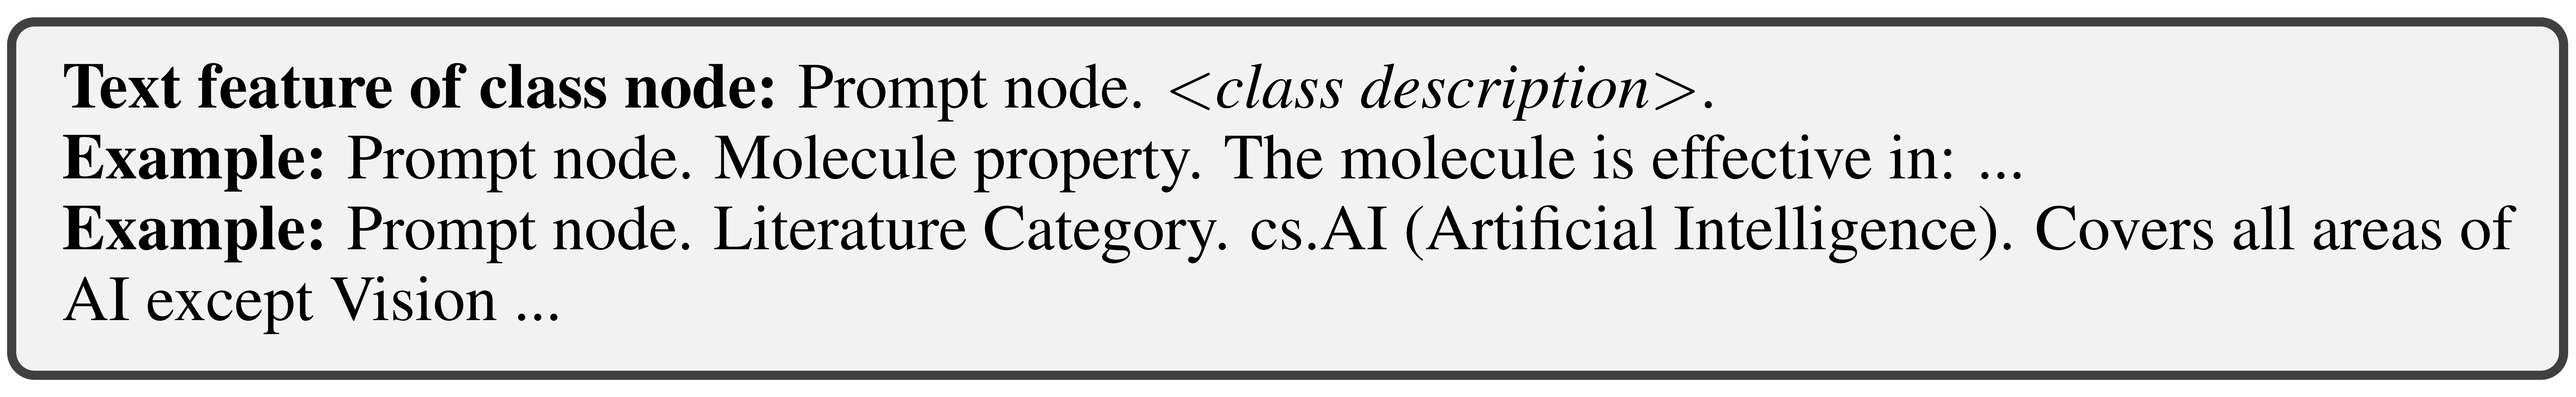 Text feature of class node: Prompt node. <class description>.
Example: Prompt node. Molecule property. The molecule is effective in: ...
Example: Prompt node. Literature Category. cs.AI (Artificial Intelligence). Covers all areas of
AI except Vision ...